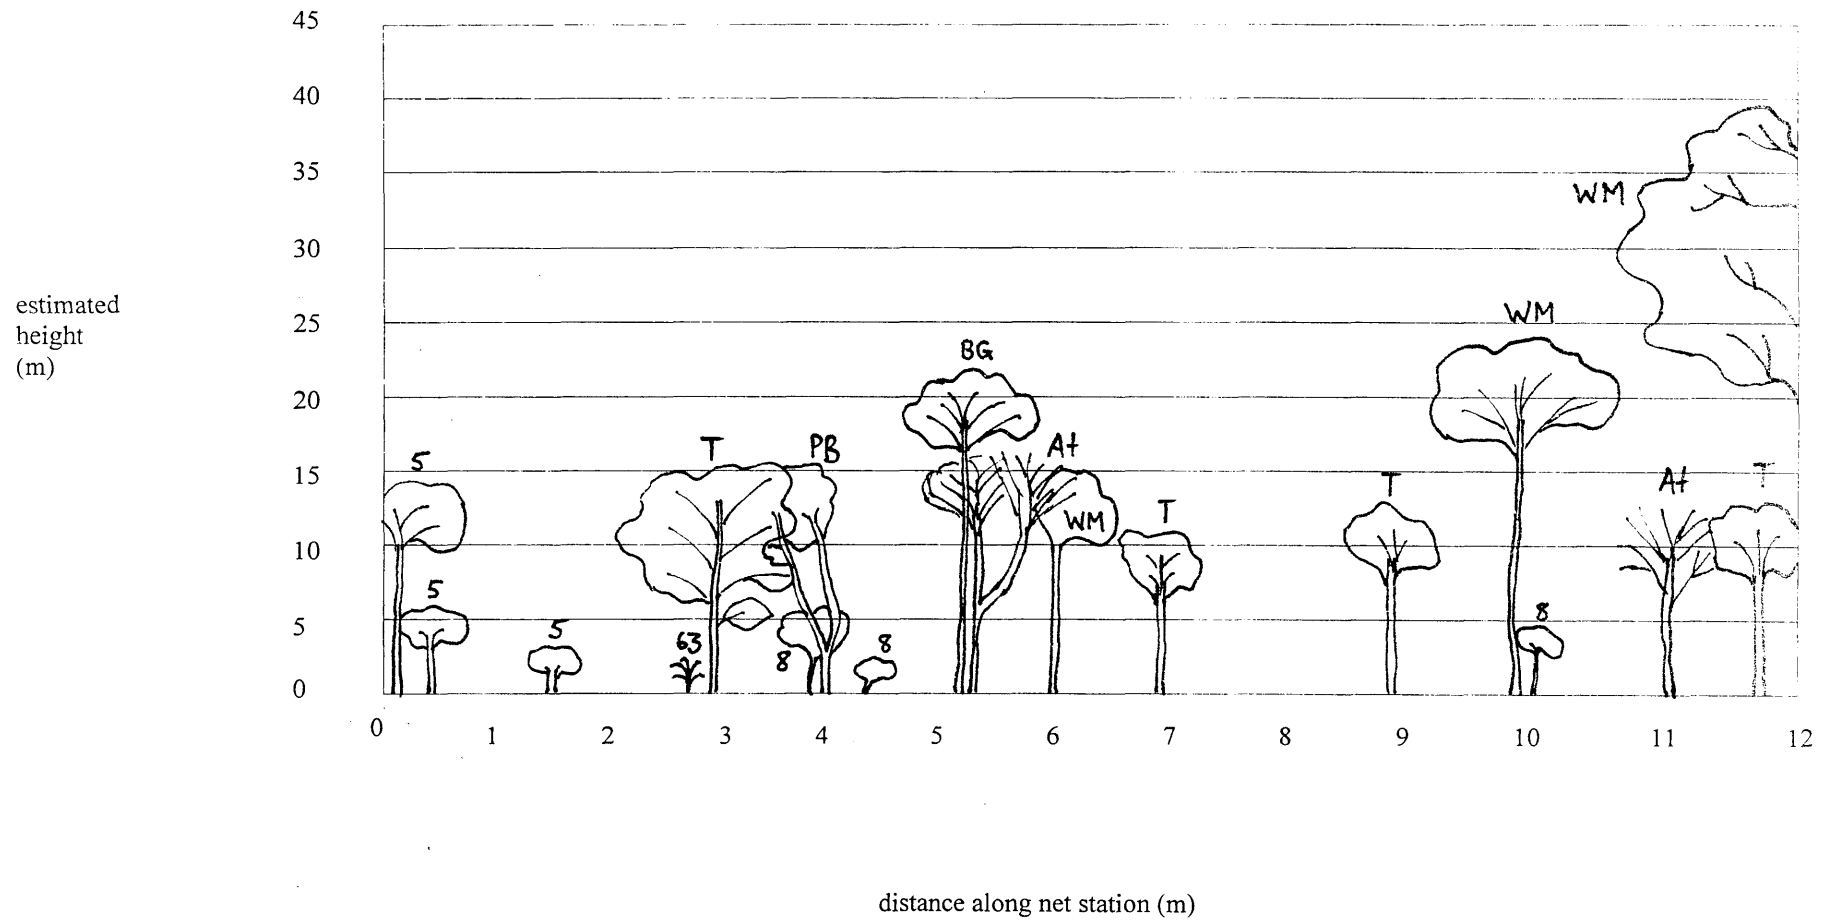 45
40
35
WM
30
estimated
height
(m)
25
WM
BG
20
5
T
PB
At
15
T
T
At
T
WM
10
5
5
5
63
8
8
8
0
0 1 2 3 4 5 6 7 8 9 10 11 12
distance along net station (m)